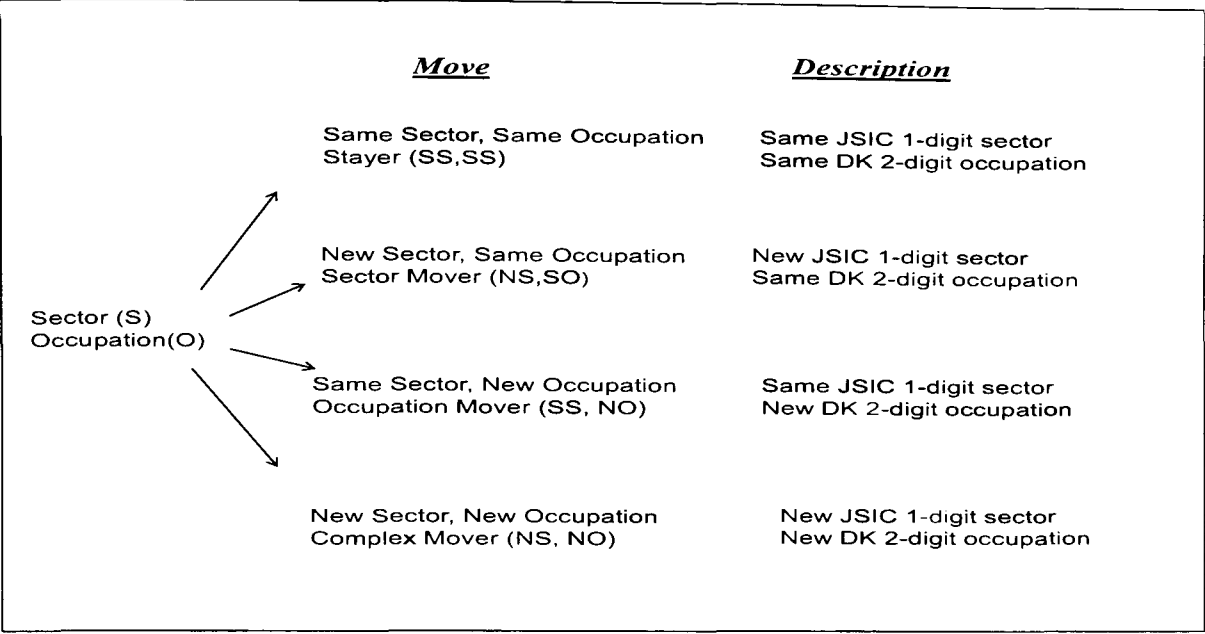 Move
Description
Same Sector, Same Occupation
Stayer (SS,SS)
Same JSIC 1-digit sector
Same DK 2-digit occupation
New Sector, Same Occupation
Sector Mover (NS,SO)
New JSIC 1-digit sector
Same DK 2-digit occupation
Sector (S)
Occupation(O)
Same Sector, New Occupation
Occupation Mover (SS, NO)
Same JSIC 1-digit sector
New DK 2-digit occupation
New Sector, New Occupation
Complex Mover (NS, NO)
New JSIC 1-digit sector
New DK 2-digit occupation